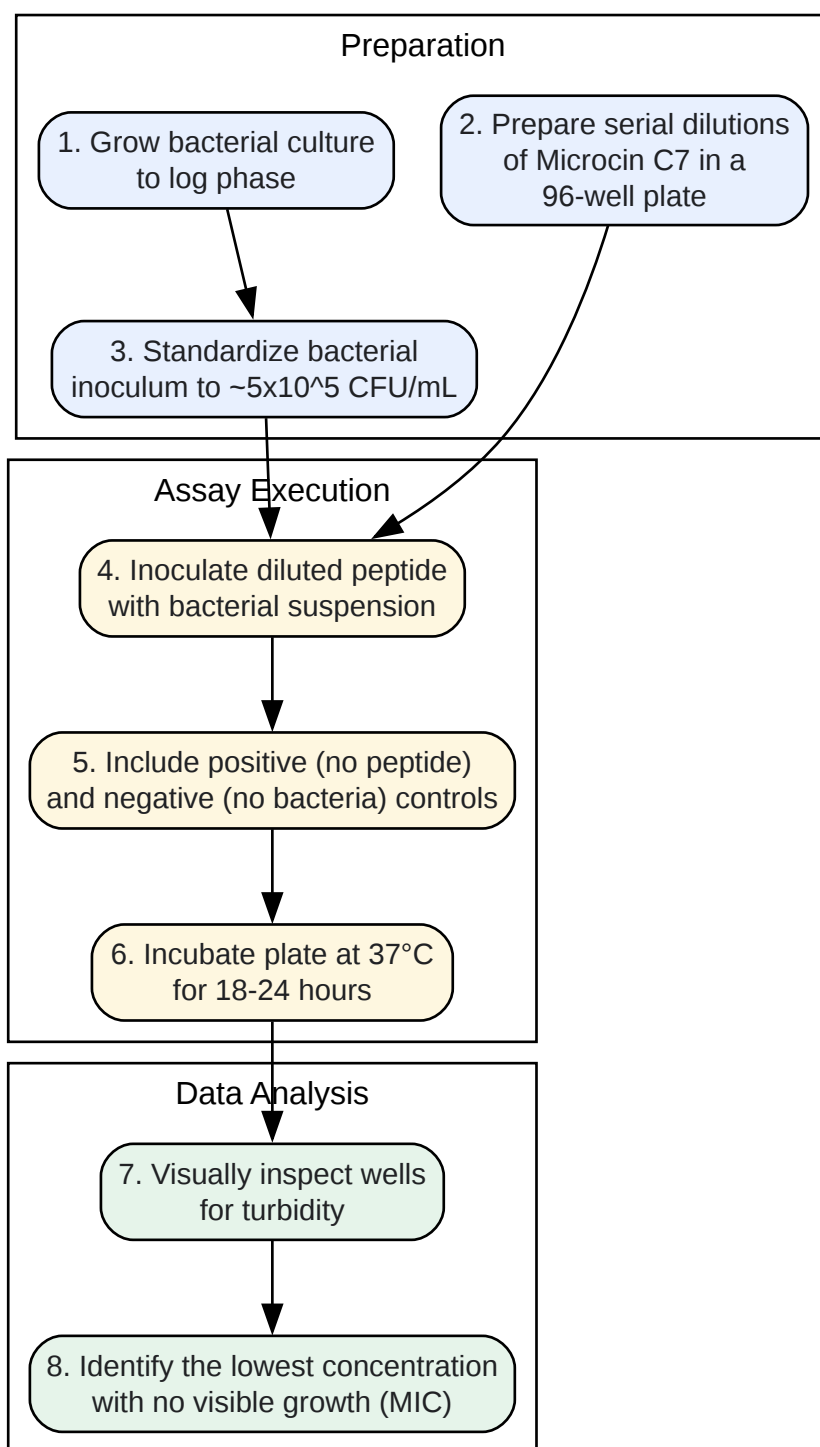 Preparation
1. Grow bacterial culture
to log phase
2. Prepare serial dilutions
of Microcin C7 in a
96-well plate
3. Standardize bacterial
inoculum to ~5x10^5 CFU/mL
Assay Execution
4. Inoculate diluted peptide
with bacterial suspension
5. Include positive (no peptide)
and negative (no bacteria) controls
6. Incubate plate at 37°C
for 18-24 hours
Data Analysis
7. Visually inspect wells
for turbidity
8. Identify the lowest concentration
with no visible growth (MIC)